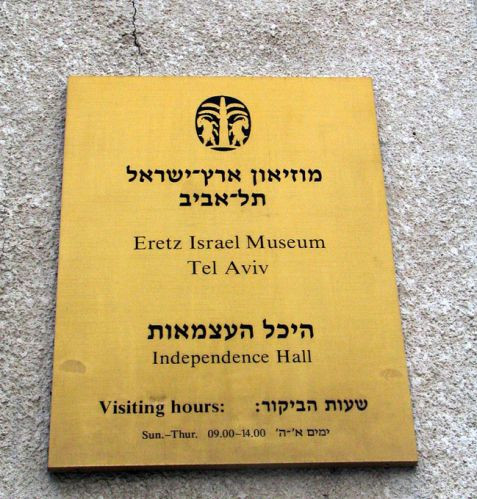 מוזיאון ארץ־ישראל
תל־אביב
Eretz Israel Museum
Tel Aviv
היכל העצמאות
Independence Hall
Visiting hours: שעות הביקור:
Sun.–Thur. 09.00–14.00 ימים א׳־ה׳